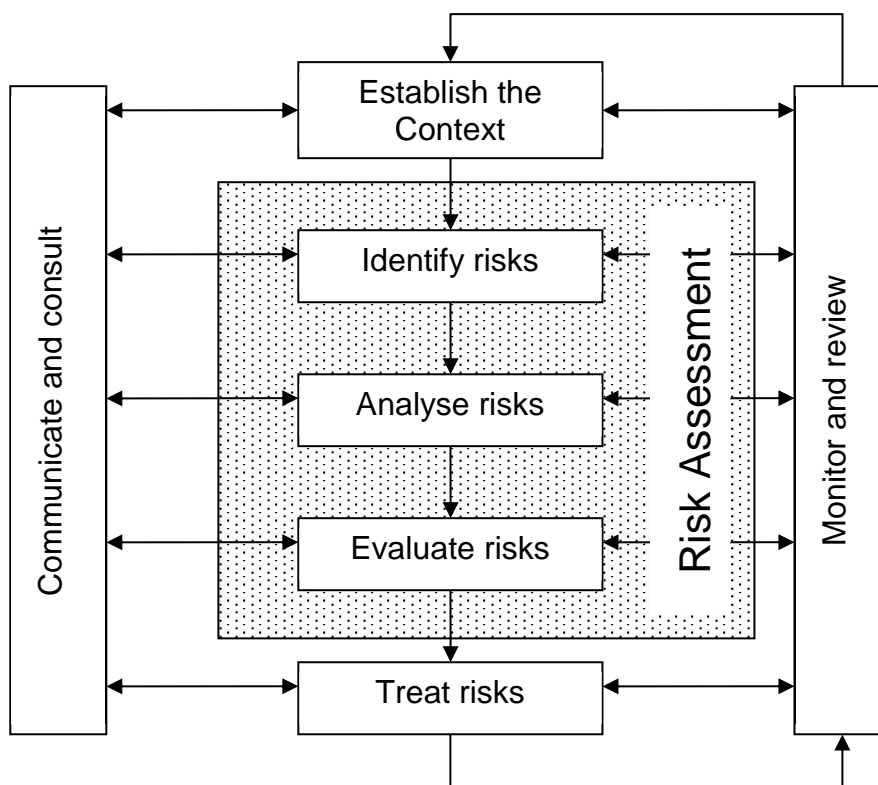 Establish the
Context
Communicate and consult
Identify risks
Analyse risks
Evaluate risks
Risk Assessment
Monitor and review
Treat risks